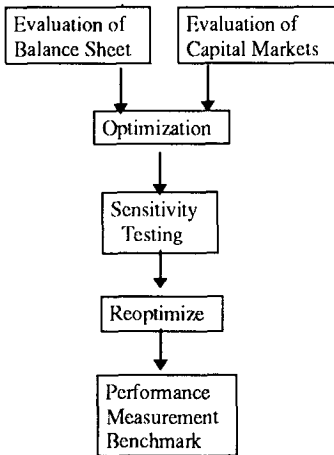 Evaluation of
Balance Sheet
Evaluation of
Capital Markets
Optimization
Sensitivity
Testing
Reoptimize
Performance
Measurement
Benchmark